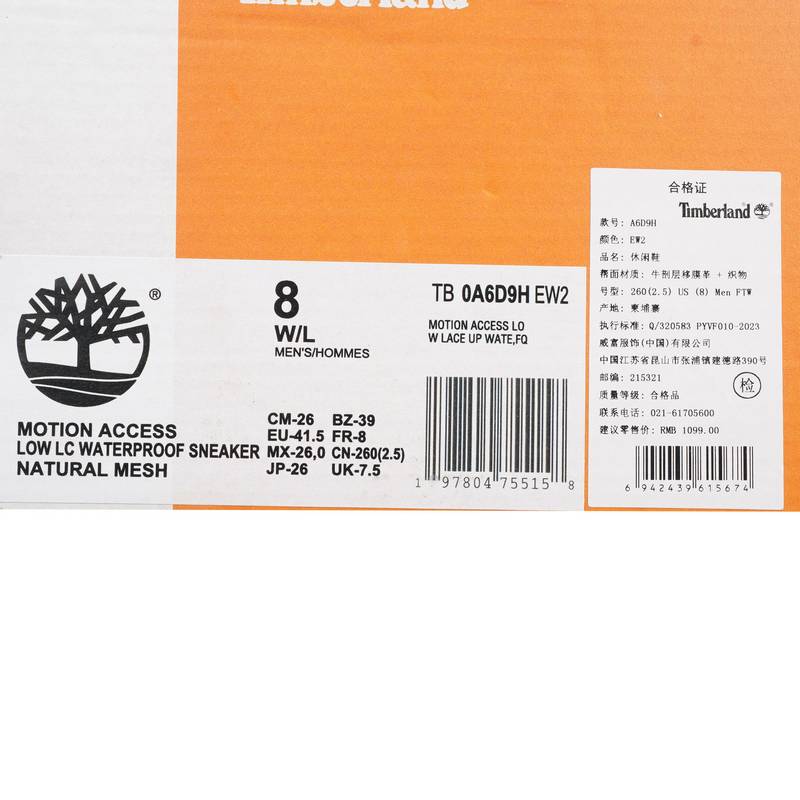 Timberland
®
8
W/L
MEN'S/HOMMES
TB 0A6D9H EW2
MOTION ACCESS LO
W LACE UP WATE,FQ
MOTION ACCESS
LOW LC WATERPROOF SNEAKER
NATURAL MESH
CM-26 BZ-39
EU-41.5 FR-8
MX-26,0 CN-260(2.5)
JP-26 UK-7.5
1 97804 75515 8
合格证
Timberland
款号: A6D9H
颜色: EW2
品名: 休闲鞋
帮面材质: 牛剖层移膜革 + 织物
号型: 260(2.5) US (8) Men FTW
产地: 柬埔寨
执行标准: Q/320583 PYVF010-2023
威富服饰(中国)有限公司
中国江苏省昆山市张浦镇建德路390号
邮编: 215321
检
质量等级: 合格品
联系电话: 021-61705600
建议零售价: RMB 1099.00
6 942439 615674